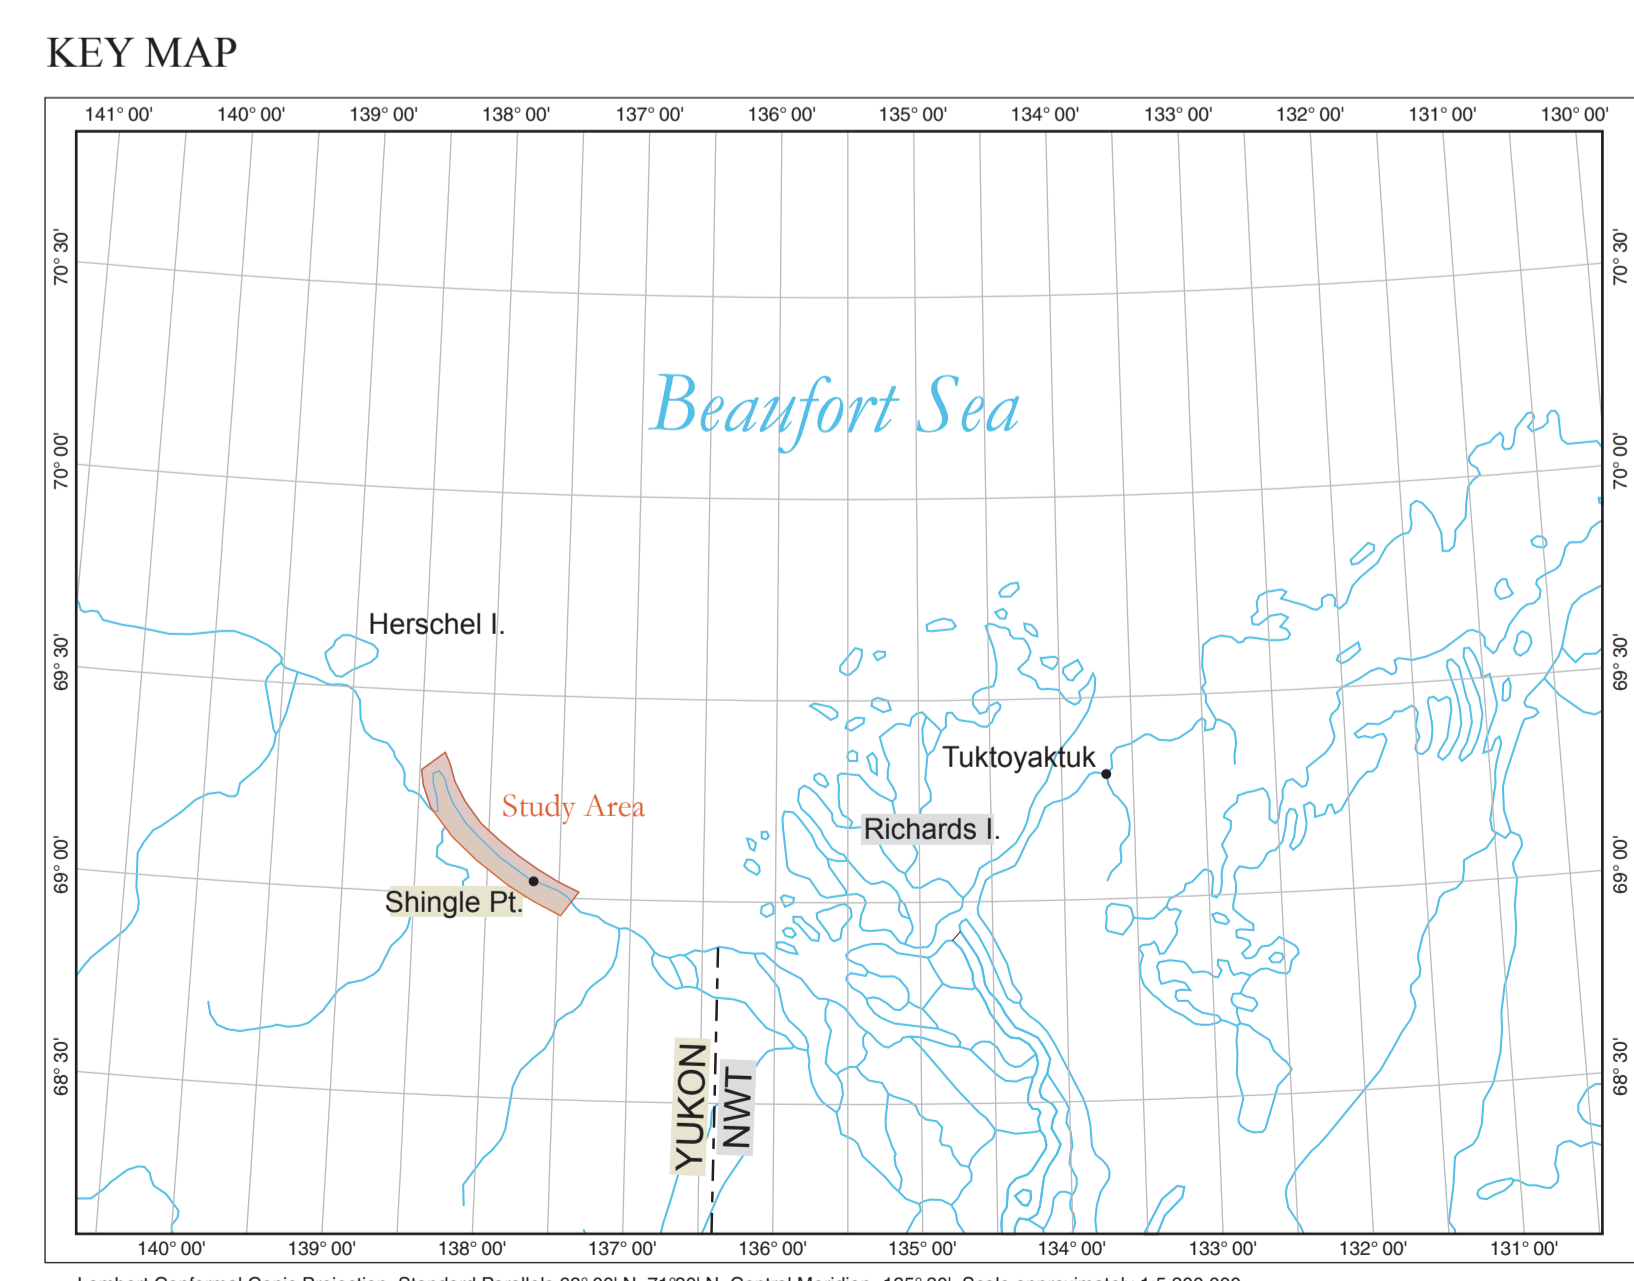 KEY MAP
141° 00' 140° 00' 139° 00' 138° 00' 137° 00' 136° 00' 135° 00' 134° 00' 133° 00' 132° 00' 131° 00' 130° 00'
70° 30' 70° 30'
Beaufort Sea
70° 00' 70° 00'
Herschel I.
69° 30' 69° 30'
Tuktoyaktuk
Study Area
Richards I.
69° 00' 69° 00'
Shingle Pt.
68° 30' 68° 30'
YUKON
NWT
140° 00' 139° 00' 138° 00' 137° 00' 136° 00' 135° 00' 134° 00' 133° 00' 132° 00' 131° 00'